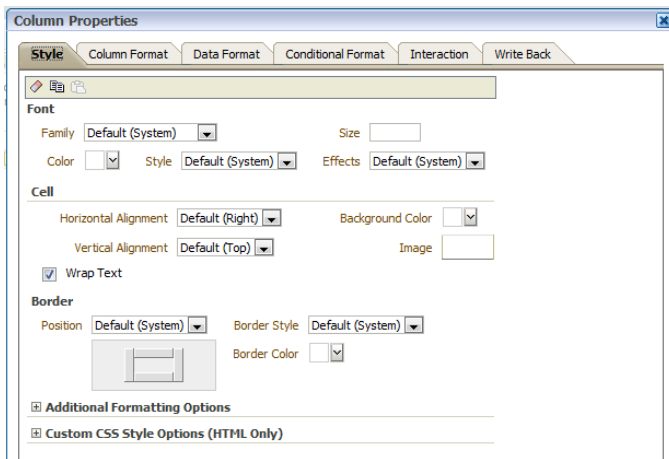 Column Properties
Style Column Format Data Format Conditional Format Interaction Write Back
Font
Family Default (System) Size
Color Style Default (System) Effects Default (System)
Cell
Horizontal Alignment Default (Right) Background Color
Vertical Alignment Default (Top) Image
Wrap Text
Border
Position Default (System) Border Style Default (System)
Border Color
Additional Formatting Options
Custom CSS Style Options (HTML Only)